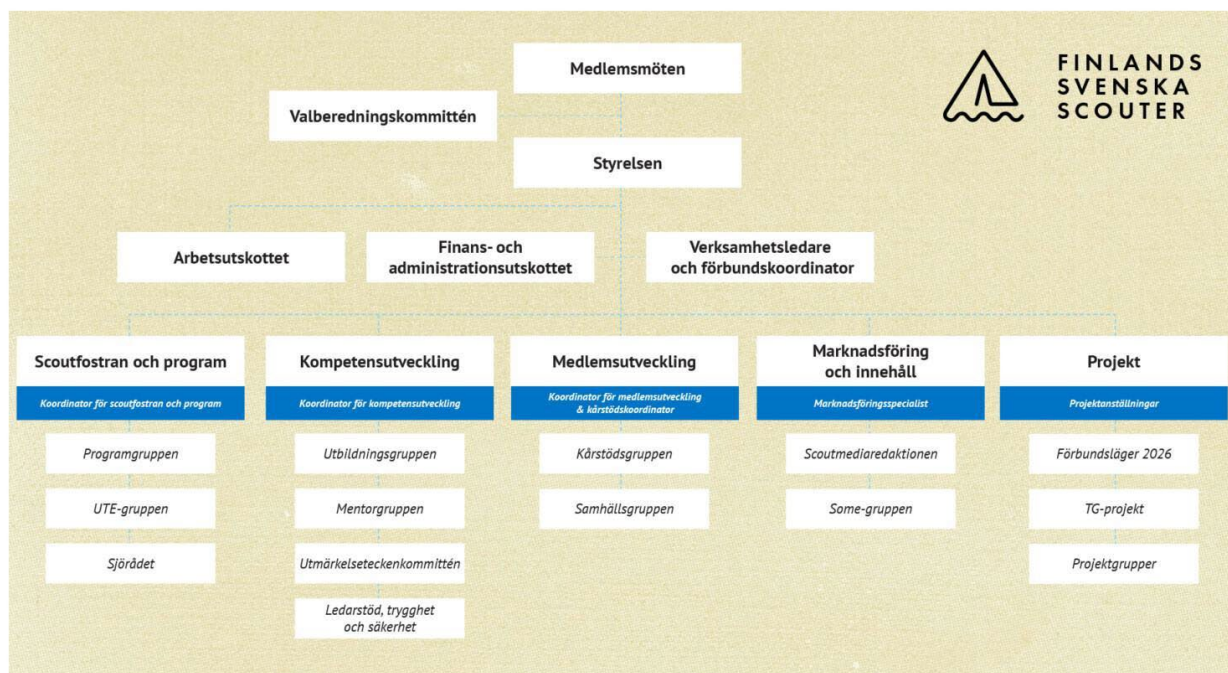 Medlemsmöten
FINLANDS
SVENSKA
SCOUTER
Valberedningskommittén
Styrelsen
Arbetsutskottet
Finans- och
administrationsutskottet
Verksamhetsledare
och förbundskoordinator
Scoutfostran och program
Koordinator för scoutfostran och program
Programgruppen
UTE-gruppen
Sjörådet
Kompetensutveckling
Koordinator för kompetensutveckling
Utbildningsgruppen
Mentorgruppen
Utmärkelseteckenkommittén
Ledarstöd, trygghet
och säkerhet
Medlemsutveckling
Koordinator för medlemsutveckling
& kårstödskoordinator
Kårstödsgruppen
Samhällsgruppen
Marknadsföring
och innehåll
Marknadsföringsspecialist
Scoutmediaredaktionen
Some-gruppen
Projekt
Projektanställningar
Förbundsläger 2026
TG-projekt
Projektgrupper